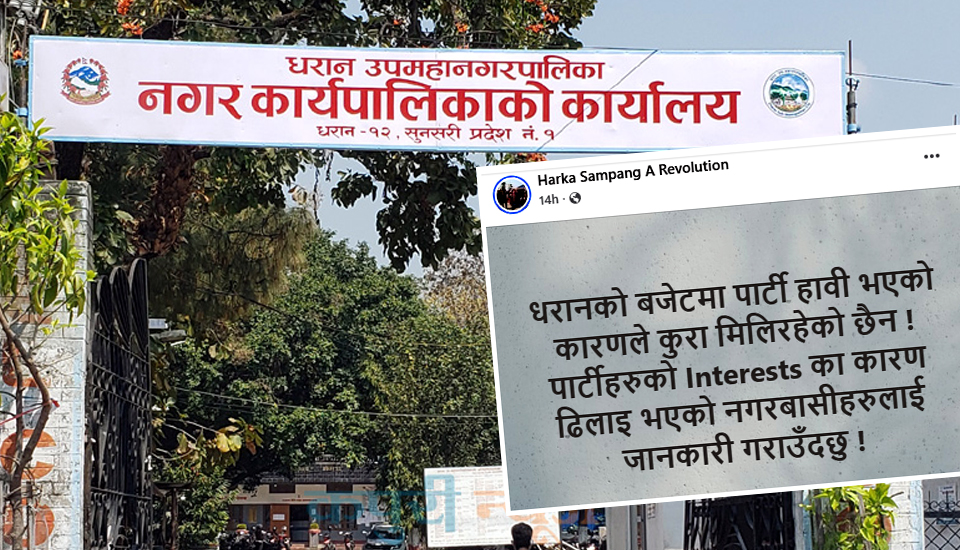 धरान उपमहानगरपालिका
नगर कार्यपालिकाको कार्यालय
धरान -१२, सुनसरी प्रदेश नं. १
Harka Sampang A Revolution
14h ·
धरानको बजेटमा पार्टी हावी भएको
कारणले कुरा मिलिरहेको छैन !
पार्टीहरुको Interests का कारण
ढिलाइ भएको नगरबासीहरुलाई
जानकारी गराउँदछु !